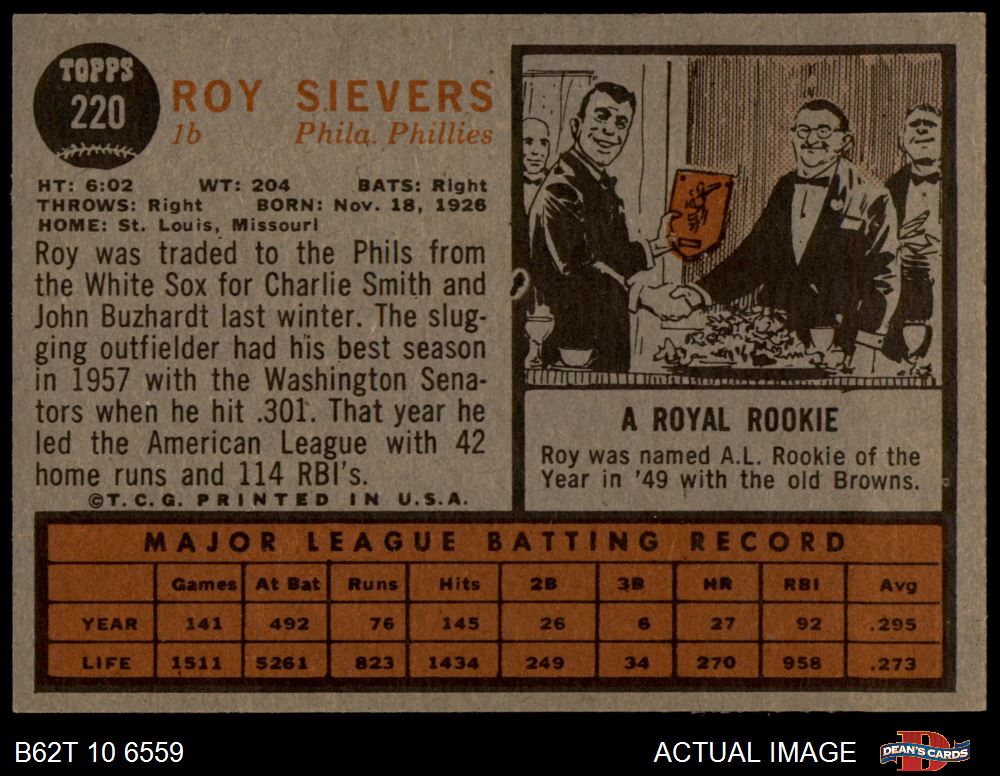 TOPPS
220
ROY SIEVERS
1b Phila. Phillies
HT: 6:02 WT: 204 BATS: Right
THROWS: Right BORN: Nov. 18, 1926
HOME: St. Louis, Missouri
Roy was traded to the Phils from
the White Sox for Charlie Smith and
John Buzhardt last winter. The slug-
ging outfielder had his best season
in 1957 with the Washington Sena-
tors when he hit .301. That year he
led the American League with 42
home runs and 114 RBI's.
©T.C.G. PRINTED IN U.S.A.
A ROYAL ROOKIE
Roy was named A.L. Rookie of the
Year in '49 with the old Browns.
MAJOR LEAGUE BATTING RECORD
Games At Bat Runs Hits 2B 3B HR RBI Avg
YEAR 141 492 76 145 26 6 27 92 .295
LIFE 1511 5261 823 1434 249 34 270 958 .273
B62T 10 6559
ACTUAL IMAGE
DEAN'S CARDS